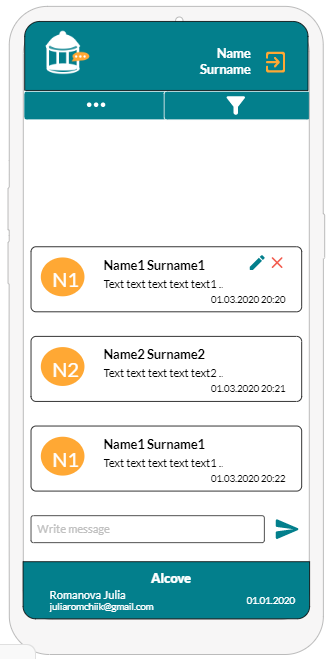 Name
Surname
N1
Name1 Surname1
Text text text text text1 ..
01.03.2020 20:20
N2
Name2 Surname2
Text text text text text2 ..
01.03.2020 20:21
N1
Name1 Surname1
Text text text text text1 ..
01.03.2020 20:22
Write message
Alcove
Romanova Julia
juliaromchiik@gmail.com
01.01.2020